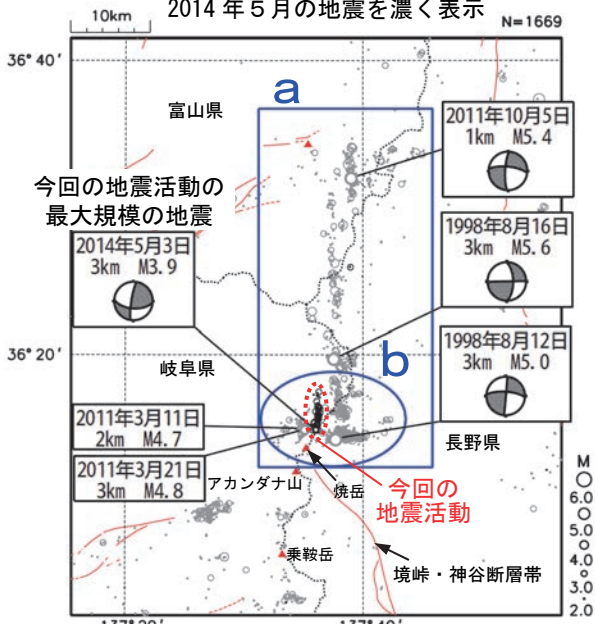 2014年５月の地震を濃く表示
10km
N=1669
36°40′
a
富山県
2011年10月5日
1km M5.4
今回の地震活動の
最大規模の地震
2014年5月3日
3km M3.9
1998年8月16日
3km M5.6
36°20′
岐阜県
b
1998年8月12日
3km M5.0
2011年3月11日
2km M4.7
2011年3月21日
3km M4.8
長野県
アカンダナ山
焼岳
今回の
地震活動
乗鞍岳
境峠・神谷断層帯
M
6.0
5.0
4.0
3.0
2.0